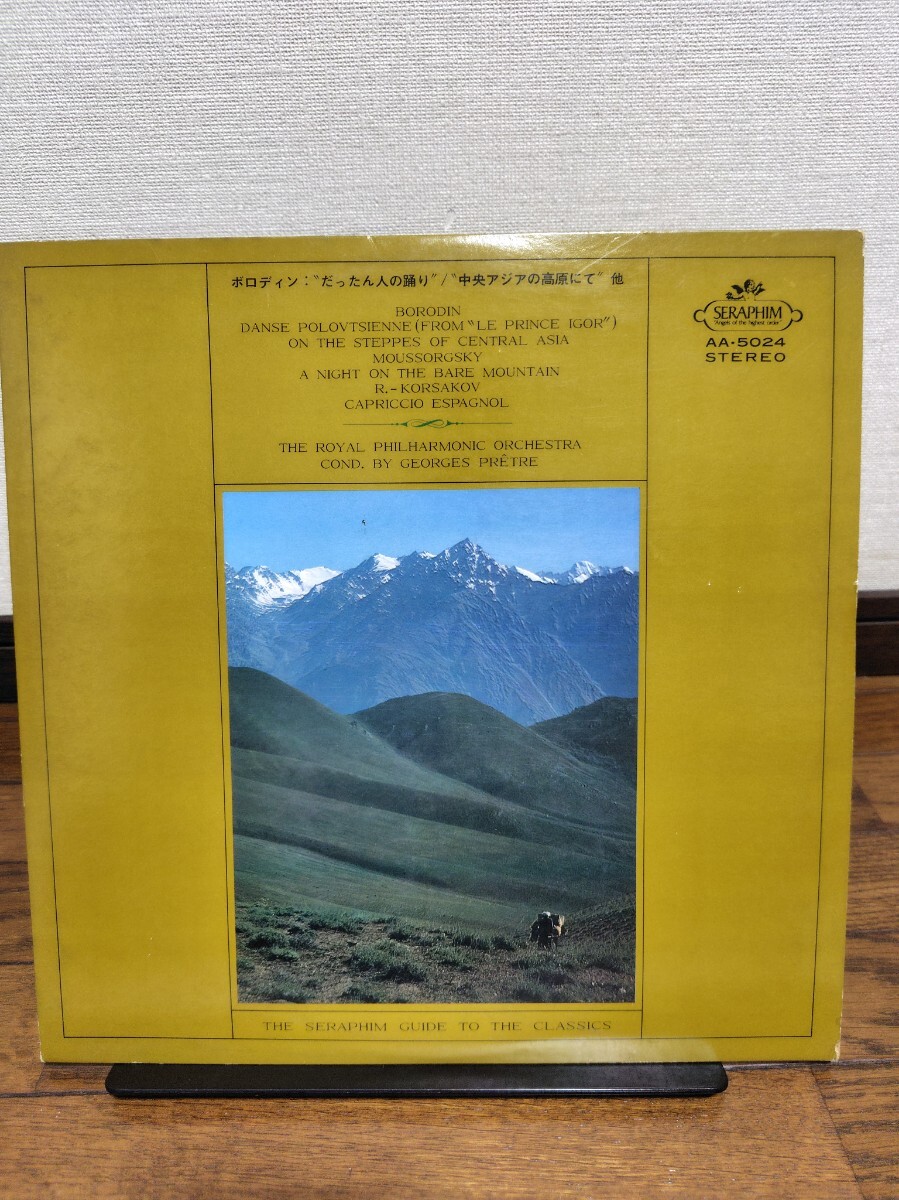 ボロディン：“だったん人の踊り”/“中央アジアの高原にて”他
BORODIN
DANSE POLOVTSIENNE (FROM “LE PRINCE IGOR”)
ON THE STEPPES OF CENTRAL ASIA
MOUSSORGSKY
A NIGHT ON THE BARE MOUNTAIN
R.-KORSAKOV
CAPRICCIO ESPAGNOL
THE ROYAL PHILHARMONIC ORCHESTRA
COND. BY GEORGES PRÊTRE
SERAPHIM
“Angels of the highest order”
AA・5024
STEREO
THE SERAPHIM GUIDE TO THE CLASSICS